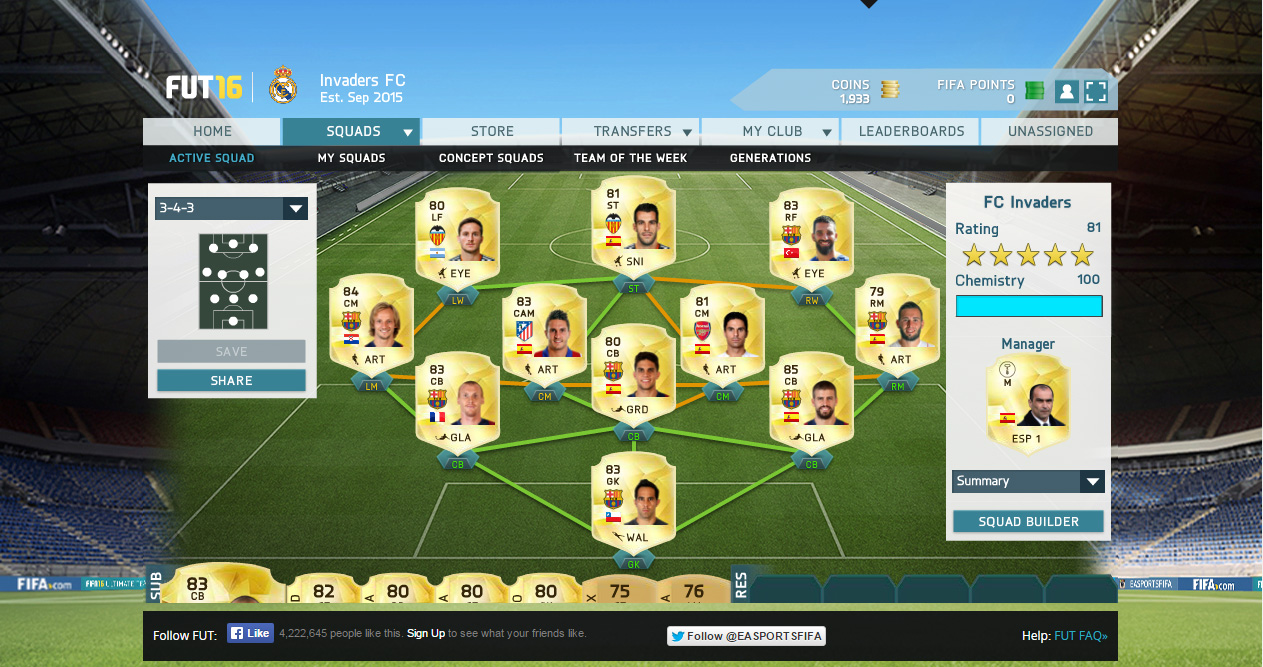 FUT16
Invaders FC
Est. Sep 2015
COINS
1,933
FIFA POINTS
0
HOME
SQUADS
STORE
TRANSFERS
MY CLUB
LEADERBOARDS
UNASSIGNED
ACTIVE SQUAD
MY SQUADS
CONCEPT SQUADS
TEAM OF THE WEEK
GENERATIONS
3-4-3
SAVE
SHARE
80
LF
EYE
LW
81
ST
SNI
ST
83
RF
EYE
RW
84
CM
ART
LM
83
CAM
ART
CM
81
CM
ART
CM
79
RM
ART
RM
83
CB
GLA
CB
80
CB
GRD
CB
85
CB
GLA
CB
83
GK
WAL
GK
FC Invaders
Rating 81
Chemistry 100
Manager
M
ESP 1
Summary
SQUAD BUILDER
SUB
83
CB
D
82
A
80
A
80
O
80
X
75
A
76
RES
FIFA.com
EASPORTSFIFA
FIFA.com
Follow FUT:
Like
4,222,645 people like this. Sign Up to see what your friends like.
Follow @EASPORTSFIFA
Help: FUT FAQ»